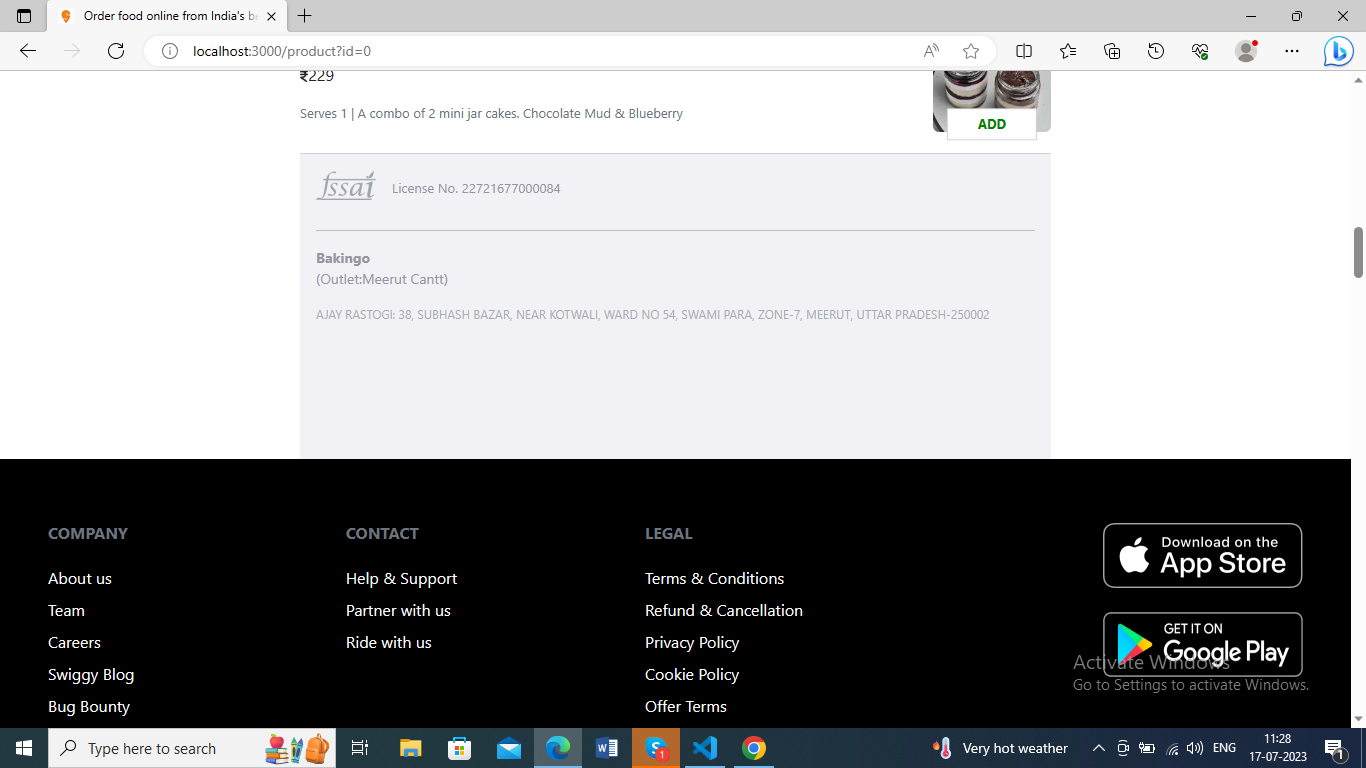 Order food online from India's be
localhost:3000/product?id=0
₹229
Serves 1 | A combo of 2 mini jar cakes. Chocolate Mud & Blueberry
ADD
fssai
License No. 22721677000084
Bakingo
(Outlet:Meerut Cantt)
AJAY RASTOGI: 38, SUBHASH BAZAR, NEAR KOTWALI, WARD NO 54, SWAMI PARA, ZONE-7, MEERUT, UTTAR PRADESH-250002
COMPANY
About us
Team
Careers
Swiggy Blog
Bug Bounty
CONTACT
Help & Support
Partner with us
Ride with us
LEGAL
Terms & Conditions
Refund & Cancellation
Privacy Policy
Cookie Policy
Offer Terms
Download on the
App Store
GET IT ON
Google Play
Activate Windows
Go to Settings to activate Windows.
Type here to search
1
Very hot weather
ENG
11:28
17-07-2023
1